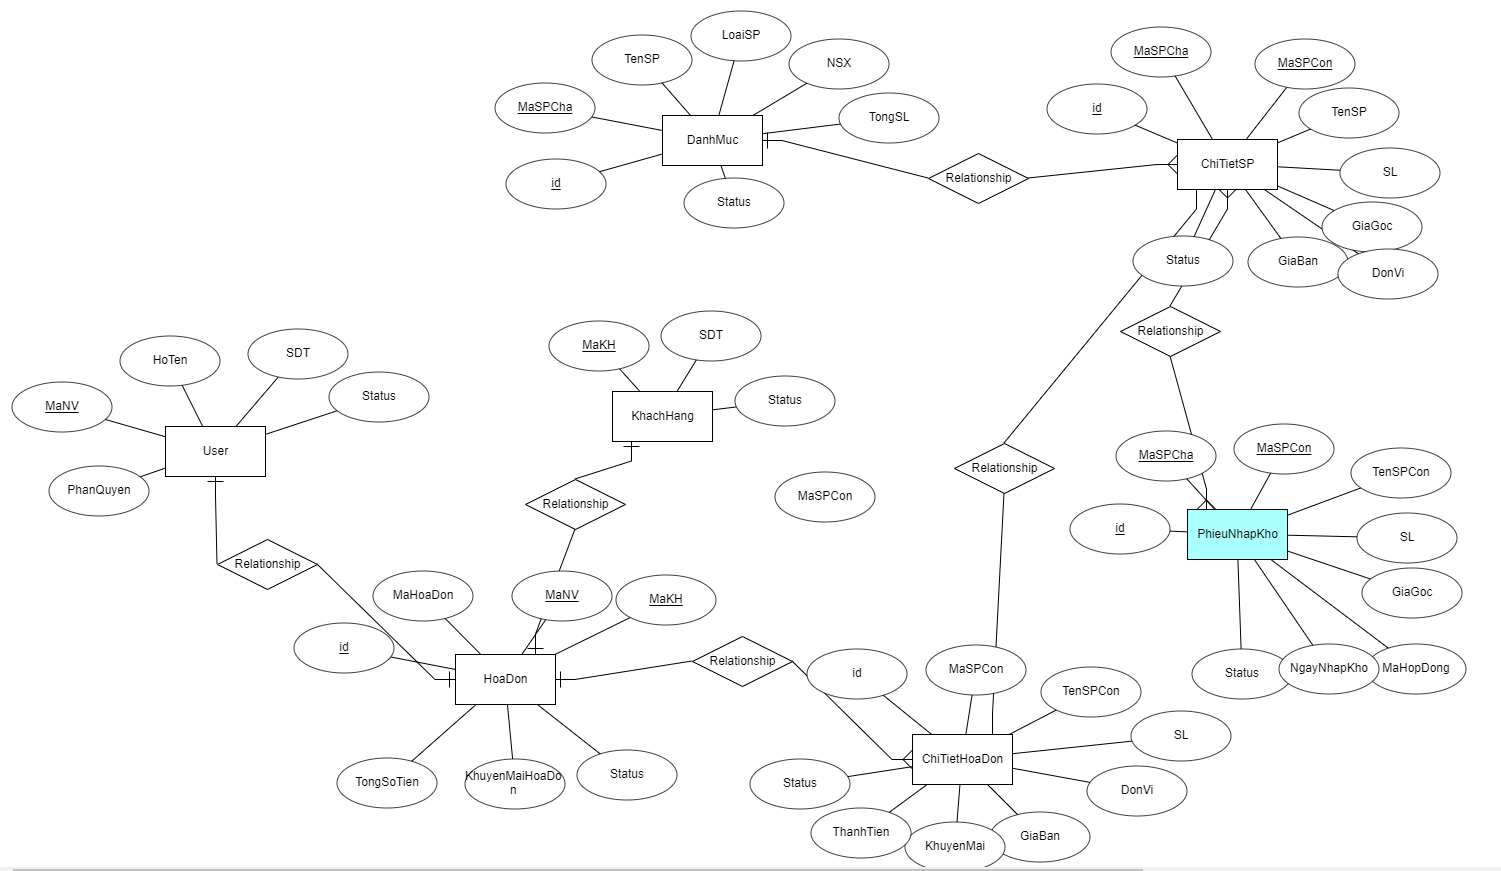 LoaiSP
TenSP
NSX
MaSPCha
TongSL
DanhMuc
id
Status
Relationship
MaSPCha
MaSPCon
id
TenSP
ChiTietSP
SL
GiaGoc
Status
GiaBan
DonVi
Relationship
HoTen
SDT
MaNV
Status
User
PhanQuyen
Relationship
MaKH
SDT
Status
KhachHang
Relationship
MaSPCon
Relationship
MaSPCha
MaSPCon
TenSPCon
id
PhieuNhapKho
SL
GiaGoc
Status
NgayNhapKho
MaHopDong
MaHoaDon
MaNV
MaKH
id
HoaDon
Relationship
TongSoTien
KhuyenMaiHoaDo
n
Status
id
MaSPCon
TenSPCon
SL
ChiTietHoaDon
Status
DonVi
ThanhTien
KhuyenMai
GiaBan